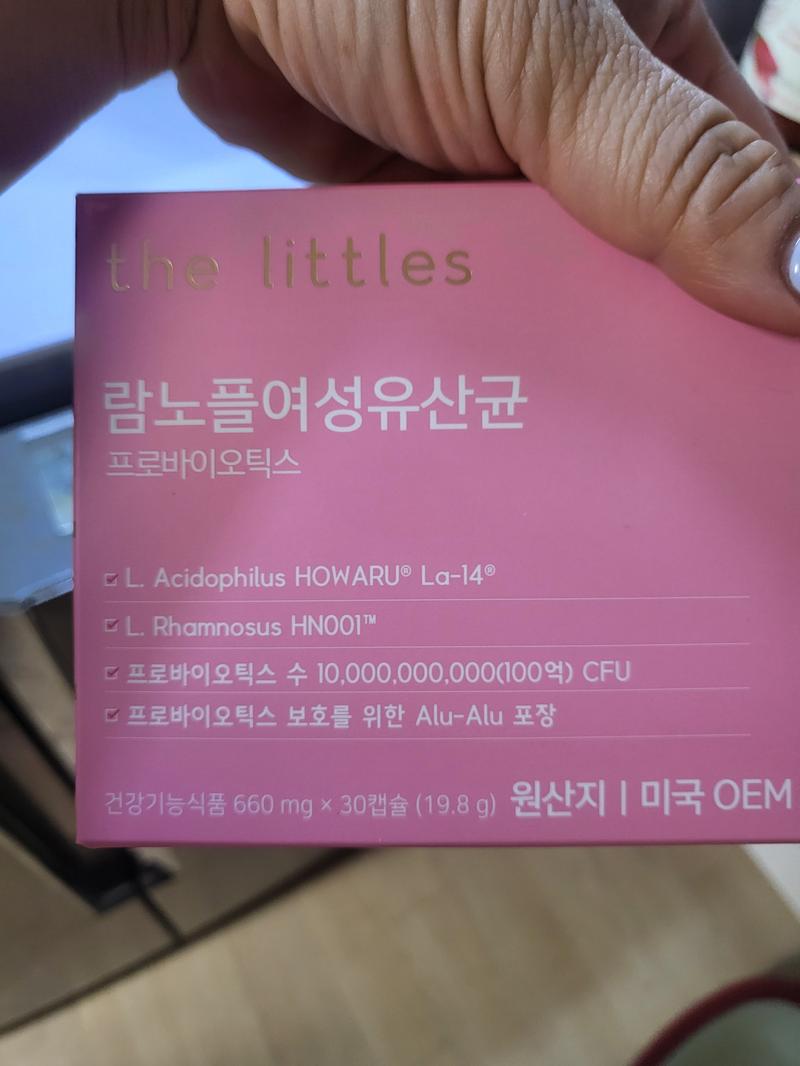 the littles
람노플여성유산균
프로바이오틱스
L. Acidophilus HOWARU® La-14®
L. Rhamnosus HN001™
프로바이오틱스 수 10,000,000,000(100억) CFU
프로바이오틱스 보호를 위한 Alu-Alu 포장
건강기능식품 660 mg × 30캡슐 (19.8 g) 원산지 | 미국 OEM